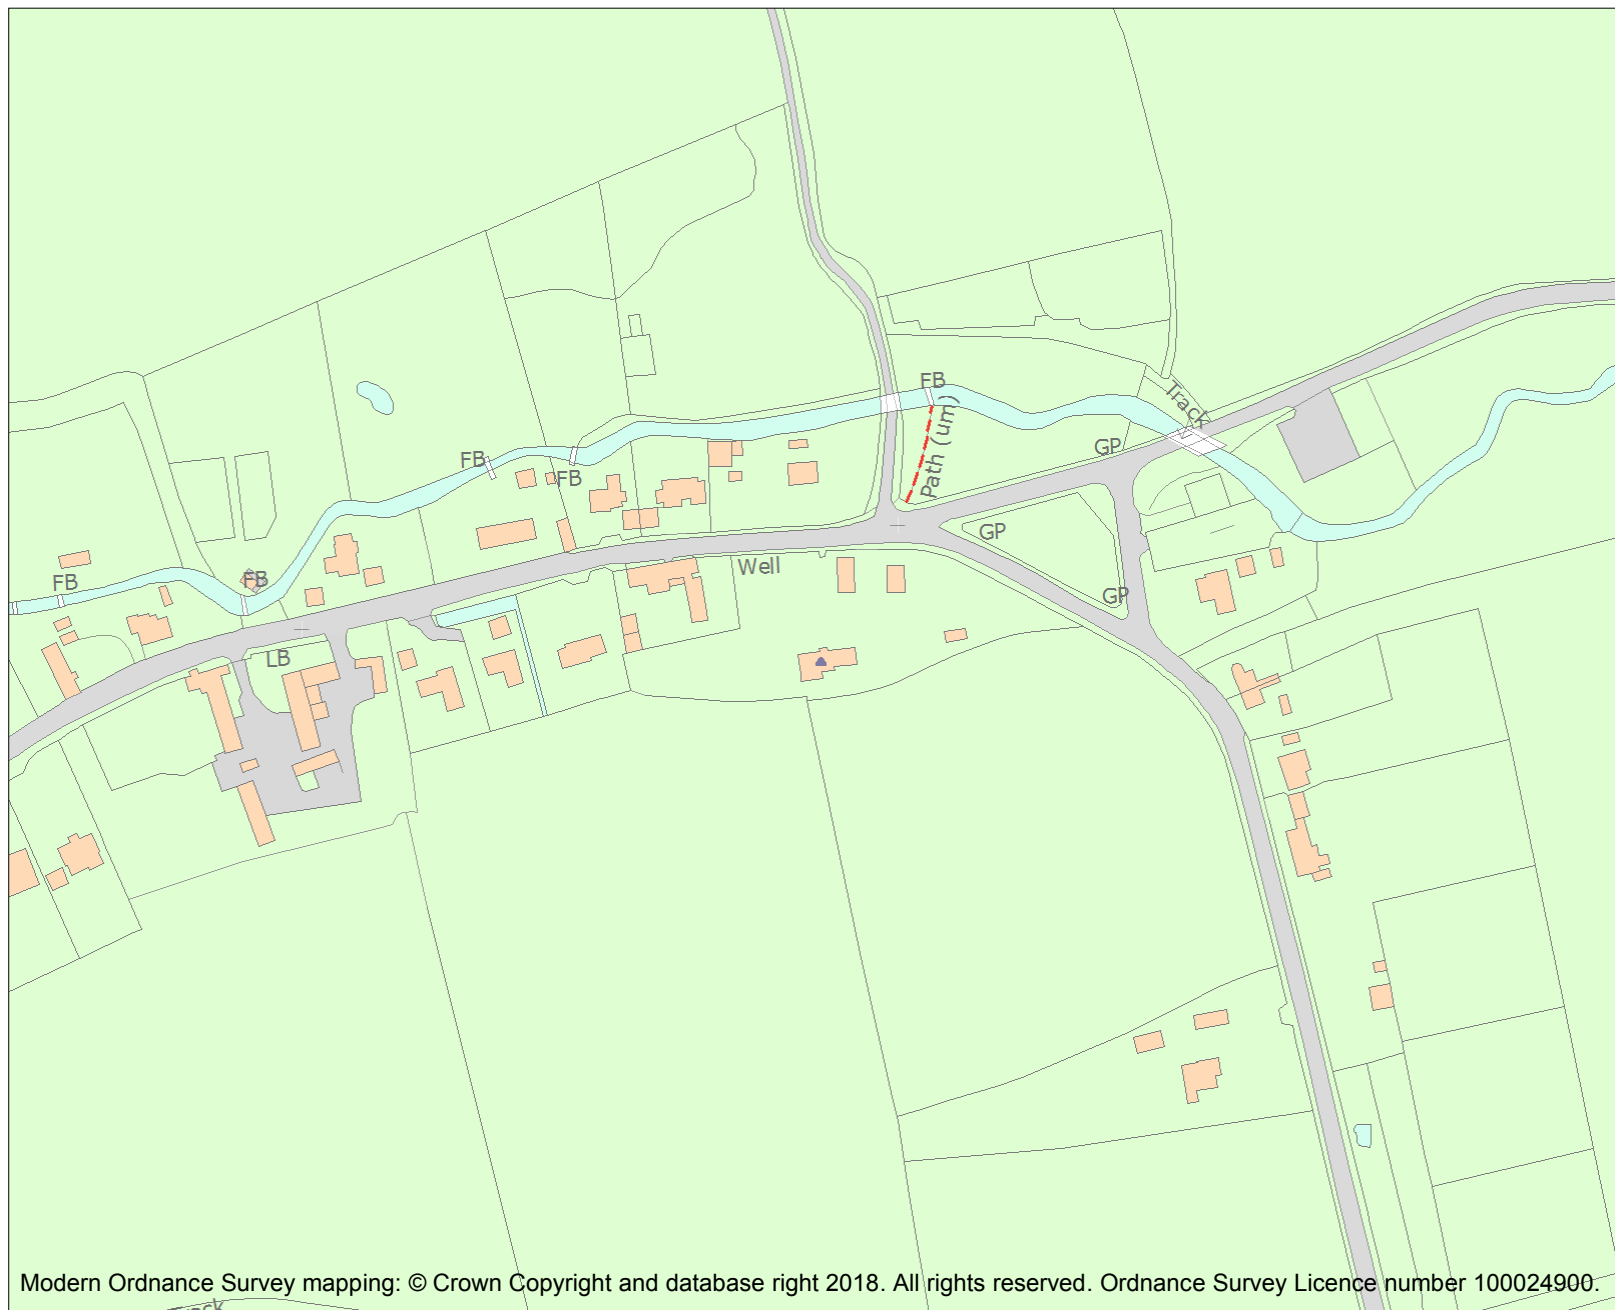 FB
Path (um)
Track
GP
FB
FB
GP
Well
FB
FB
GP
LB
Modern Ordnance Survey mapping: © Crown Copyright and database right 2018. All rights reserved. Ordnance Survey Licence number 100024900.
Track